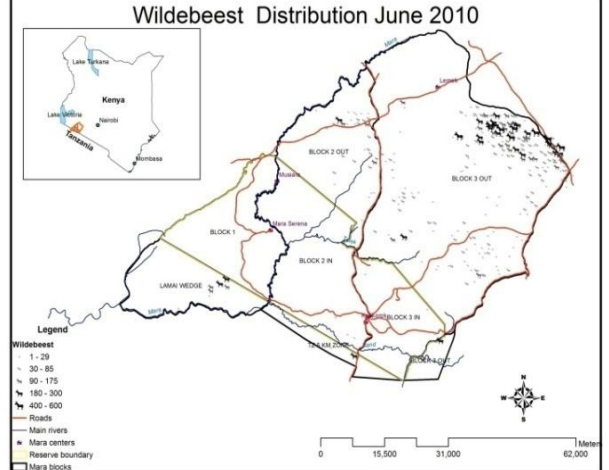 Wildebeest Distribution June 2010
Lake Turkana
Kenya
Lake Victoria
Nairobi
Tanzania
Mombasa
Mara
Lemek
BLOCK 2 OUT
BLOCK 3 OUT
Musiara
BLOCK 1
Mara Serena
BLOCK 2 IN
LAMAI WEDGE
BLOCK 3 IN
Mara
Legend
Wildebeest
1 - 29
30 - 85
90 - 175
180 - 300
400 - 600
Roads
Main rivers
Mara centers
Reserve boundary
Mara blocks
N
W
E
S
Meters
0
15,500
31,000
62,000